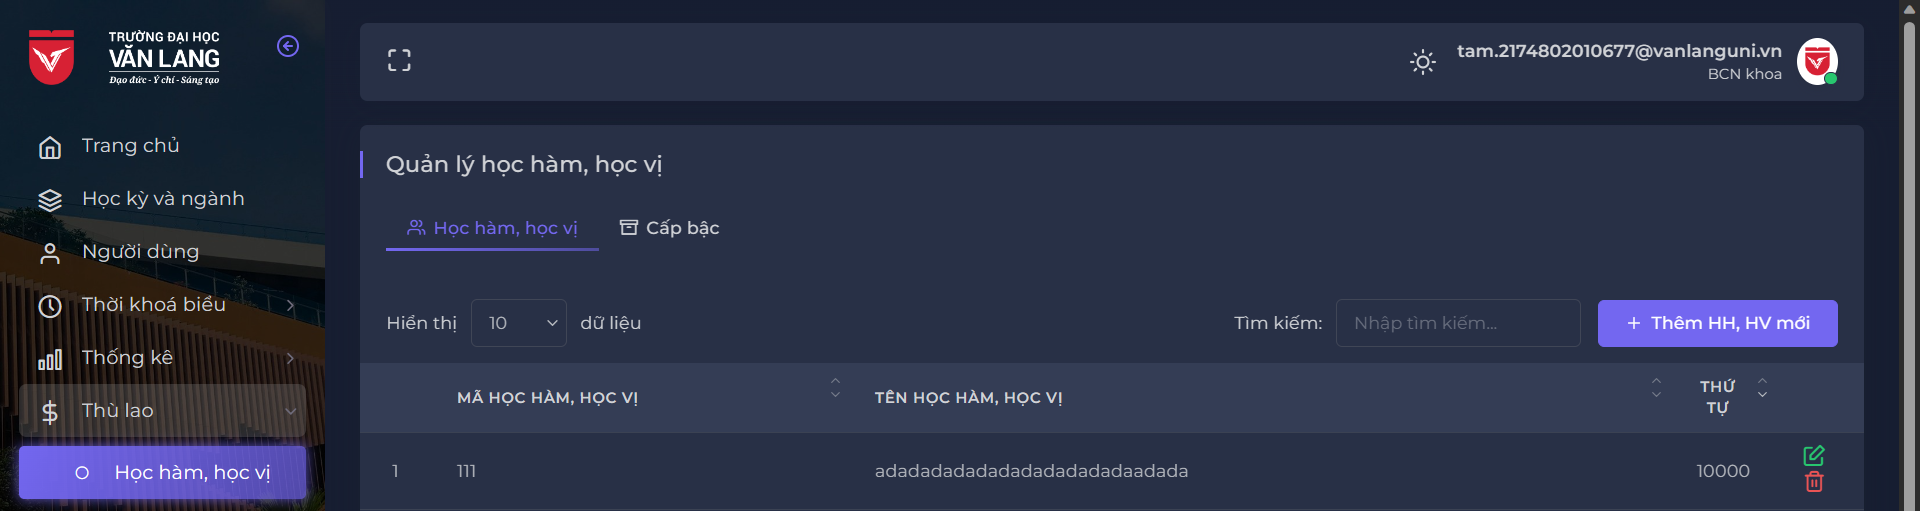 TRƯỜNG ĐẠI HỌC
VĂN LANG
Đạo đức - Ý chí - Sáng tạo
Trang chủ
Học kỳ và ngành
Người dùng
Thời khoá biểu
Thống kê
Thù lao
Học hàm, học vị
tam.2174802010677@vanlanguni.vn
BCN khoa
Quản lý học hàm, học vị
Học hàm, học vị Cấp bậc
Hiển thị 10 dữ liệu Tìm kiếm: Nhập tìm kiếm... + Thêm HH, HV mới
MÃ HỌC HÀM, HỌC VỊ TÊN HỌC HÀM, HỌC VỊ THỨ
TỰ
1 111 adadadadadadadadadadadaadada 10000